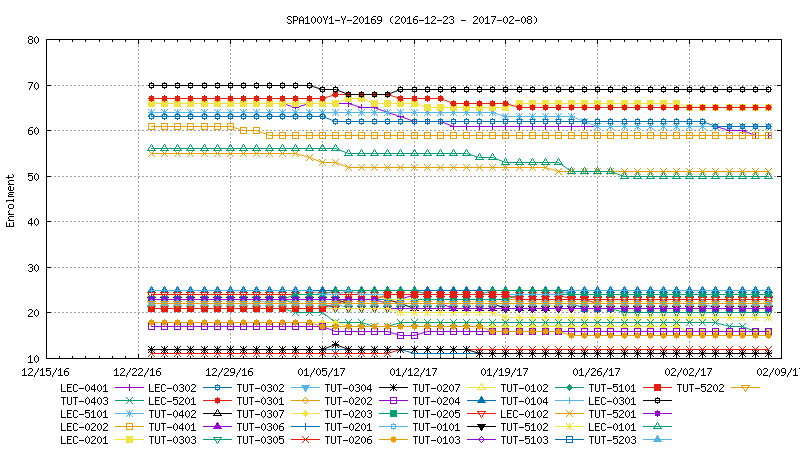 SPA100Y1-Y-20169 (2016-12-23 - 2017-02-08)
80
70
60
50
40
30
20
10
Enrolment
12/15/16 12/22/16 12/29/16 01/05/17 01/12/17 01/19/17 01/26/17 02/02/17 02/09/17
LEC-0401 LEC-0302 TUT-0302 TUT-0304 TUT-0207 TUT-0102 TUT-5101 TUT-5202
TUT-0403 LEC-5201 TUT-0301 TUT-0202 TUT-0204 TUT-0104 LEC-0301
LEC-5101 TUT-0402 TUT-0307 TUT-0203 TUT-0205 LEC-0102 TUT-5201
LEC-0202 TUT-0401 TUT-0306 TUT-0201 TUT-0101 TUT-5102 LEC-0101
LEC-0201 TUT-0303 TUT-0305 TUT-0206 TUT-0103 TUT-5103 TUT-5203